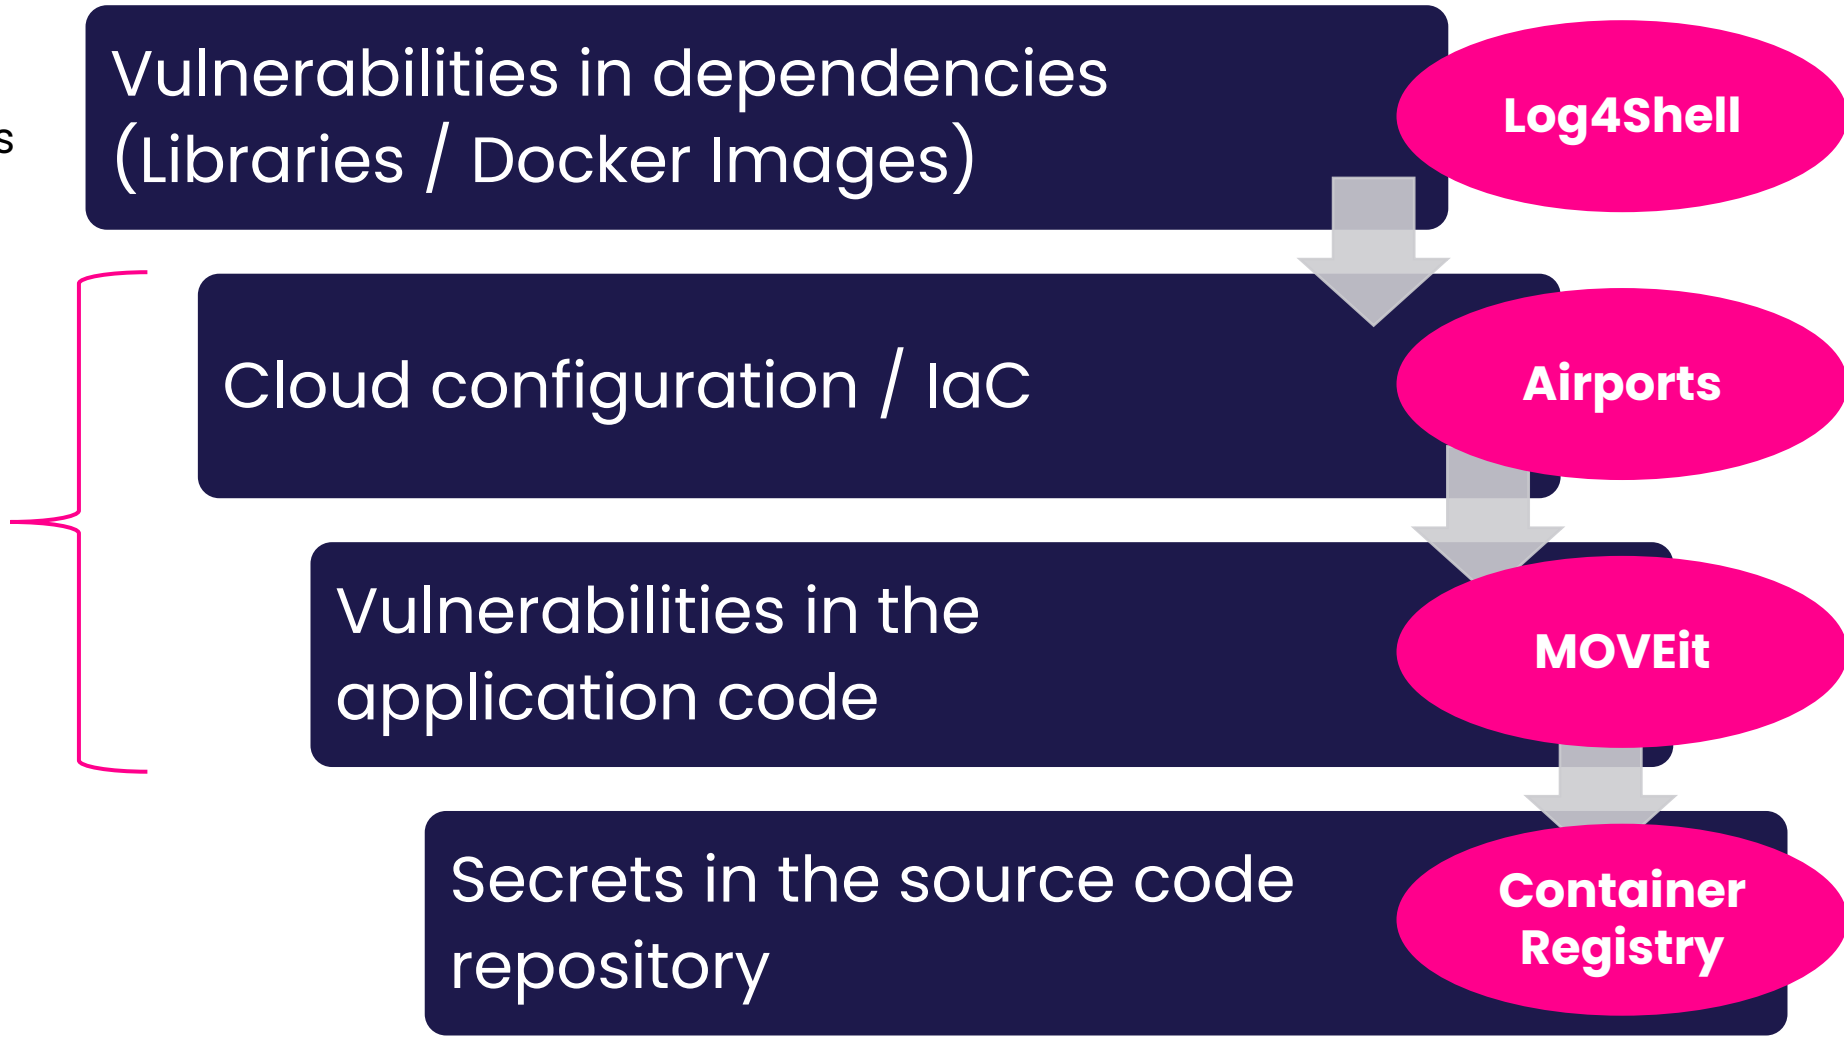 Vulnerabilities in dependencies
(Libraries / Docker Images)
Log4Shell
s
Cloud configuration / IaC
Airports
Vulnerabilities in the
application code
MOVEit
Secrets in the source code
repository
Container
Registry